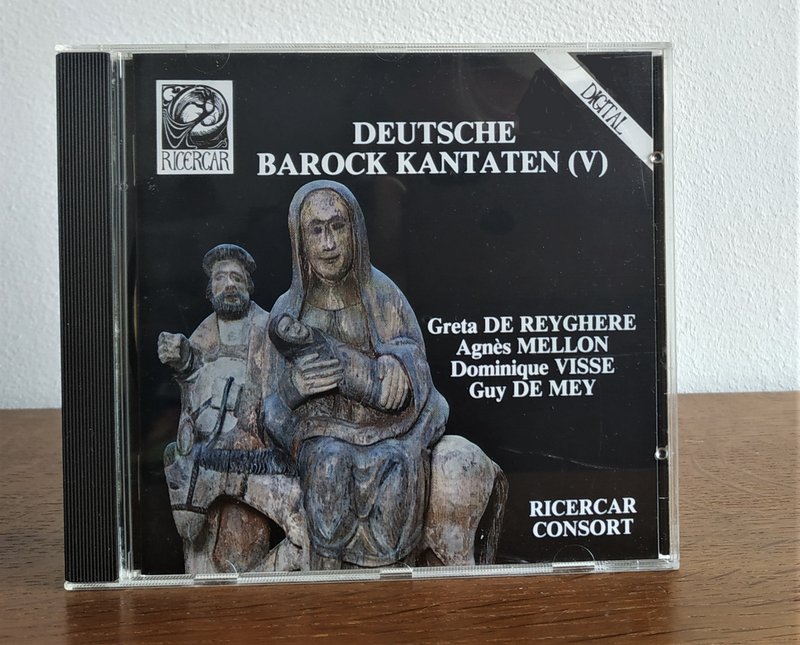 RICERCAR
DIGITAL
DEUTSCHE
BAROCK KANTATEN (V)
Greta DE REYGHERE
Agnès MELLON
Dominique VISSE
Guy DE MEY
RICERCAR
CONSORT